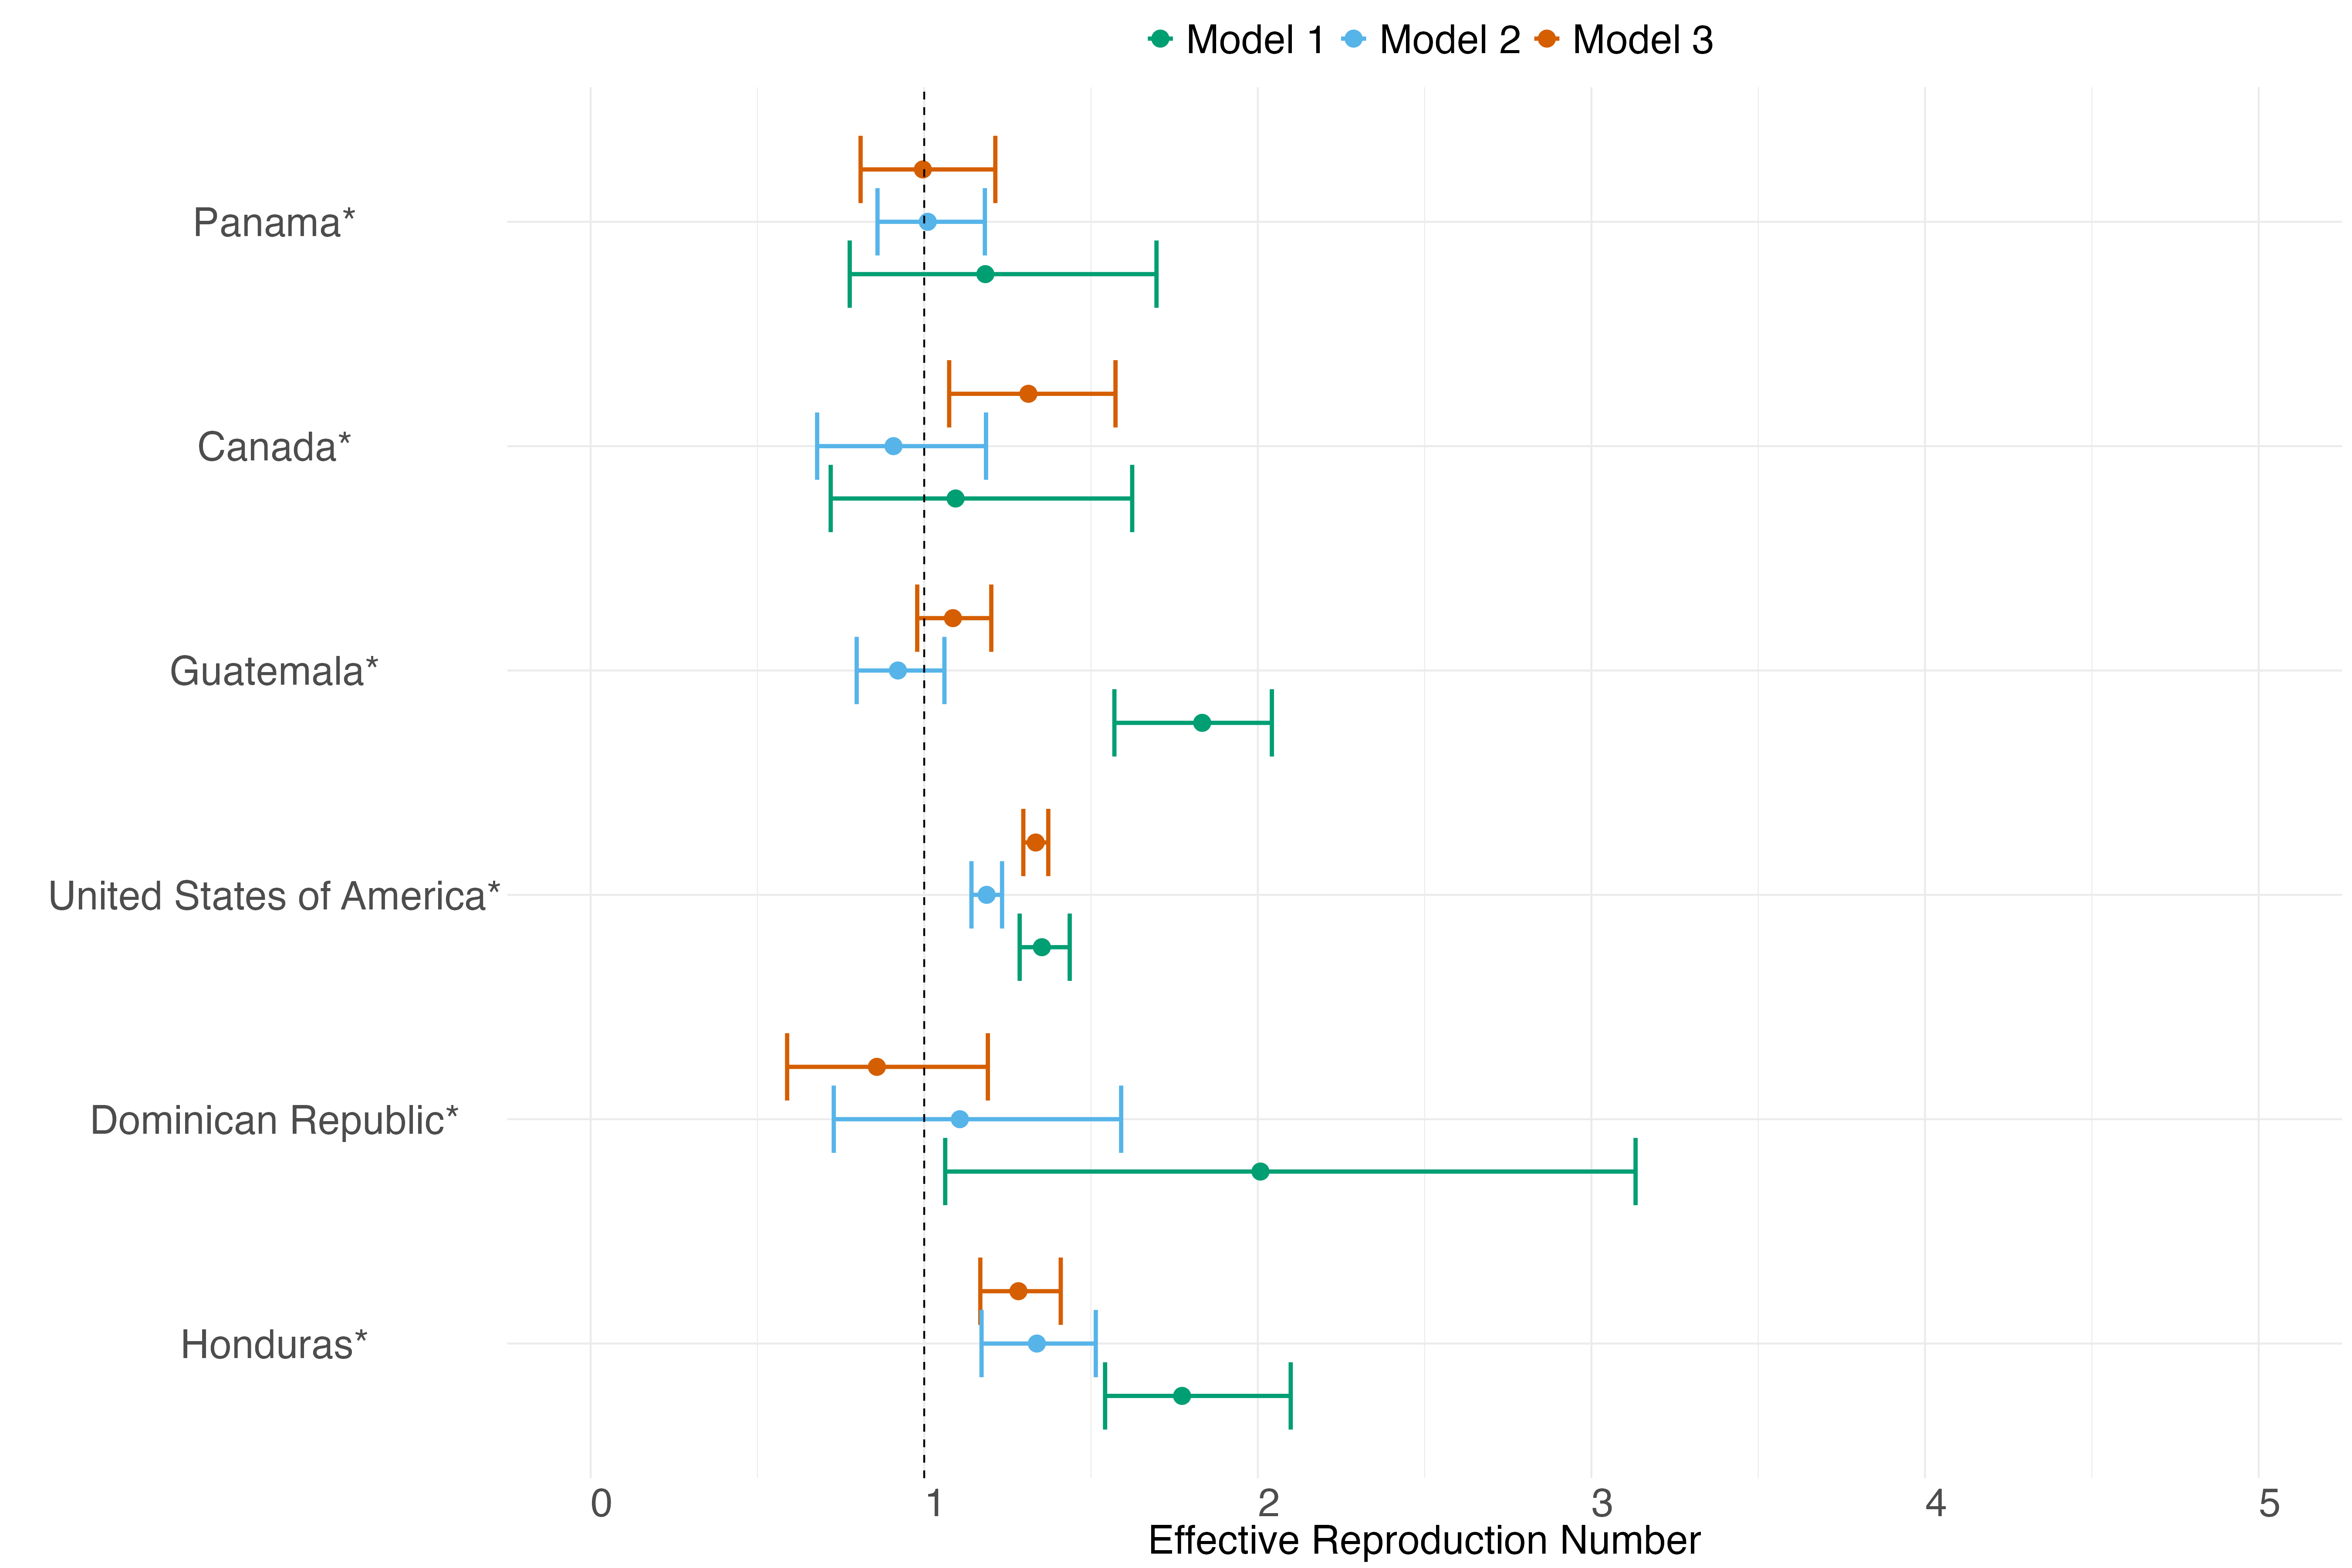 Model 1 Model 2 Model 3
Panama*
Canada*
Guatemala*
United States of America*
Dominican Republic*
Honduras*
0 1 2 3 4 5
Effective Reproduction Number